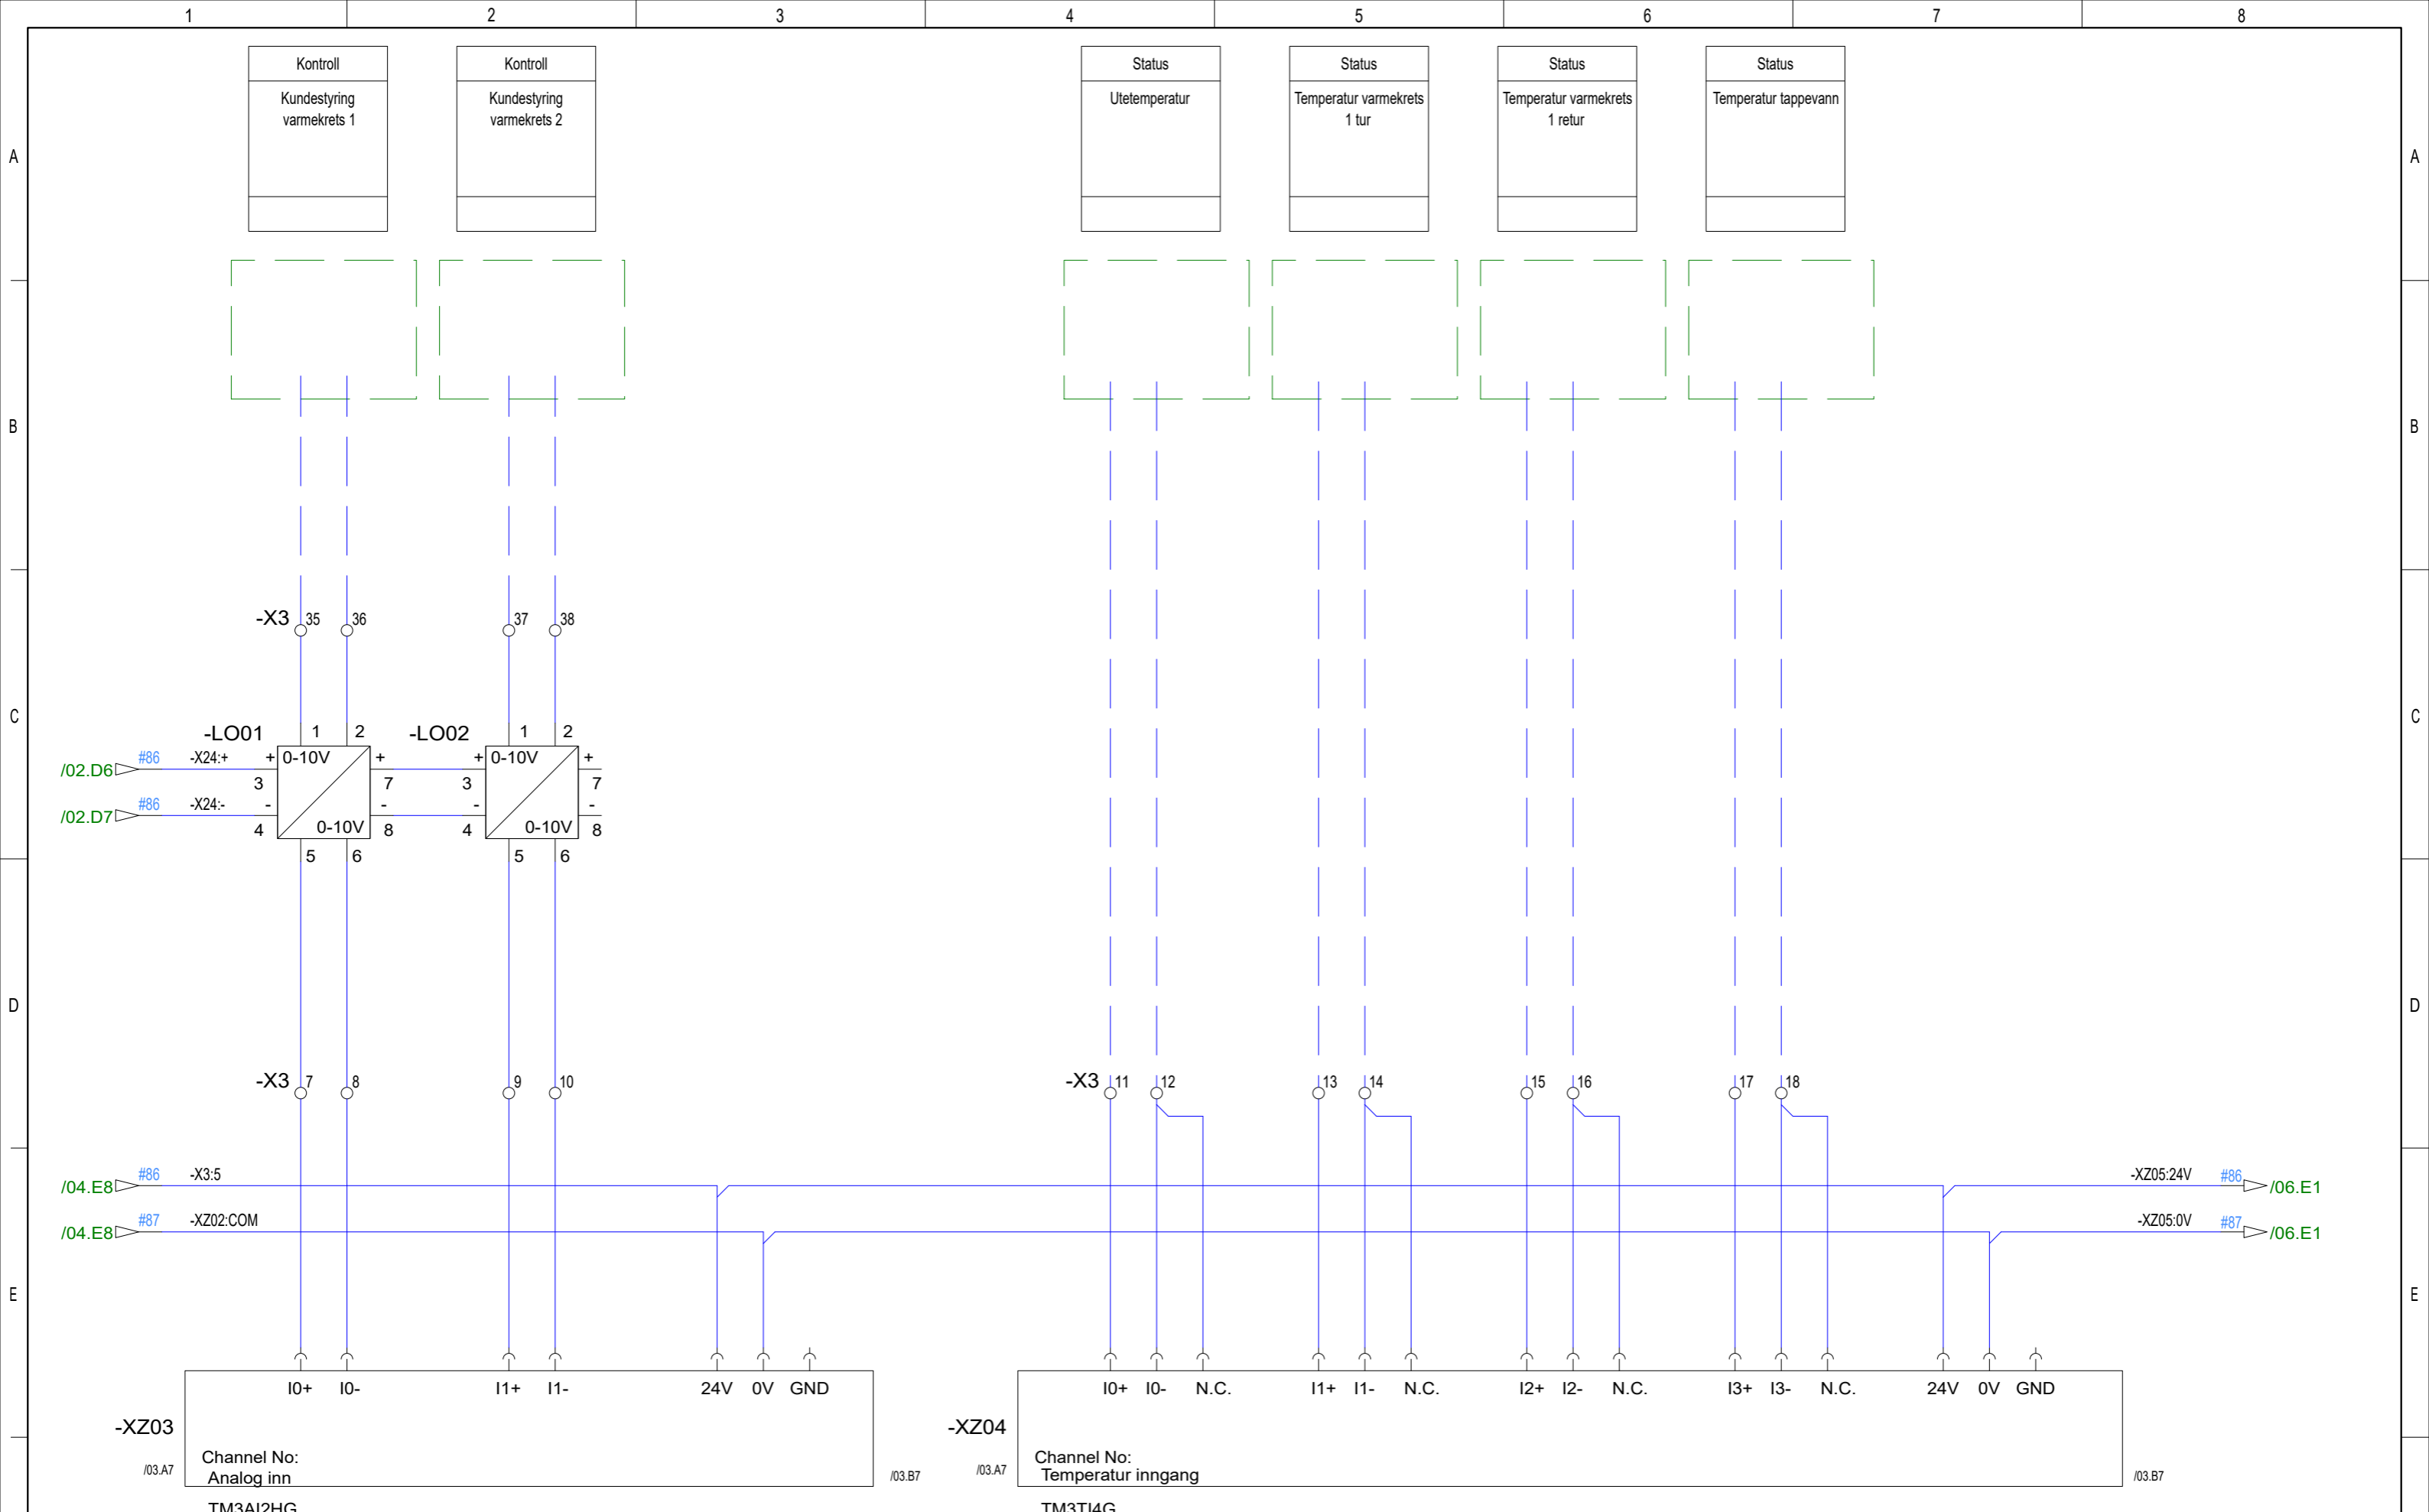 1 2 3 4 5 6 7 8
Kontroll Kontroll Status Status Status Status
Kundestyring Kundestyring Utetemperatur Temperatur varmekrets Temperatur varmekrets Temperatur tappevann
varmekrets 1 varmekrets 2 1 tur 1 retur
A A
B B
-X3 35 36 37 38
C C
-LO01 1 2 -LO02 1 2
/02.D6 #86 -X24:+ + 0-10V + + 0-10V +
3 7 3 7
/02.D7 #86 -X24:- - - - -
4 0-10V 8 4 0-10V 8
5 6 5 6
D D
-X3 7 8 9 10 -X3 11 12 13 14 15 16 17 18
/04.E8 #86 -X3:5 -XZ05:24V #86 /06.E1
/04.E8 #87 -XZ02:COM -XZ05:0V #87 /06.E1
E E
I0+ I0- I1+ I1- 24V 0V GND I0+ I0- N.C. I1+ I1- N.C. I2+ I2- N.C. I3+ I3- N.C. 24V 0V GND
-XZ03 -XZ04
Channel No: Channel No:
/03.A7 Analog inn /03.B7 /03.A7 Temperatur inngang /03.B7
TM3AI2HG TM3TI4G